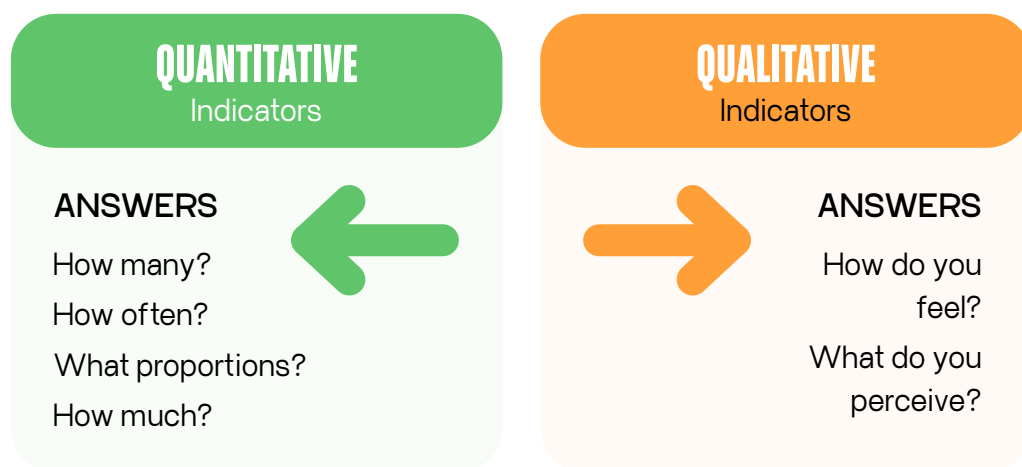 QUANTITATIVE
Indicators
ANSWERS
How many?
How often?
What proportions?
How much?
QUALITATIVE
Indicators
ANSWERS
How do you
feel?
What do you
perceive?